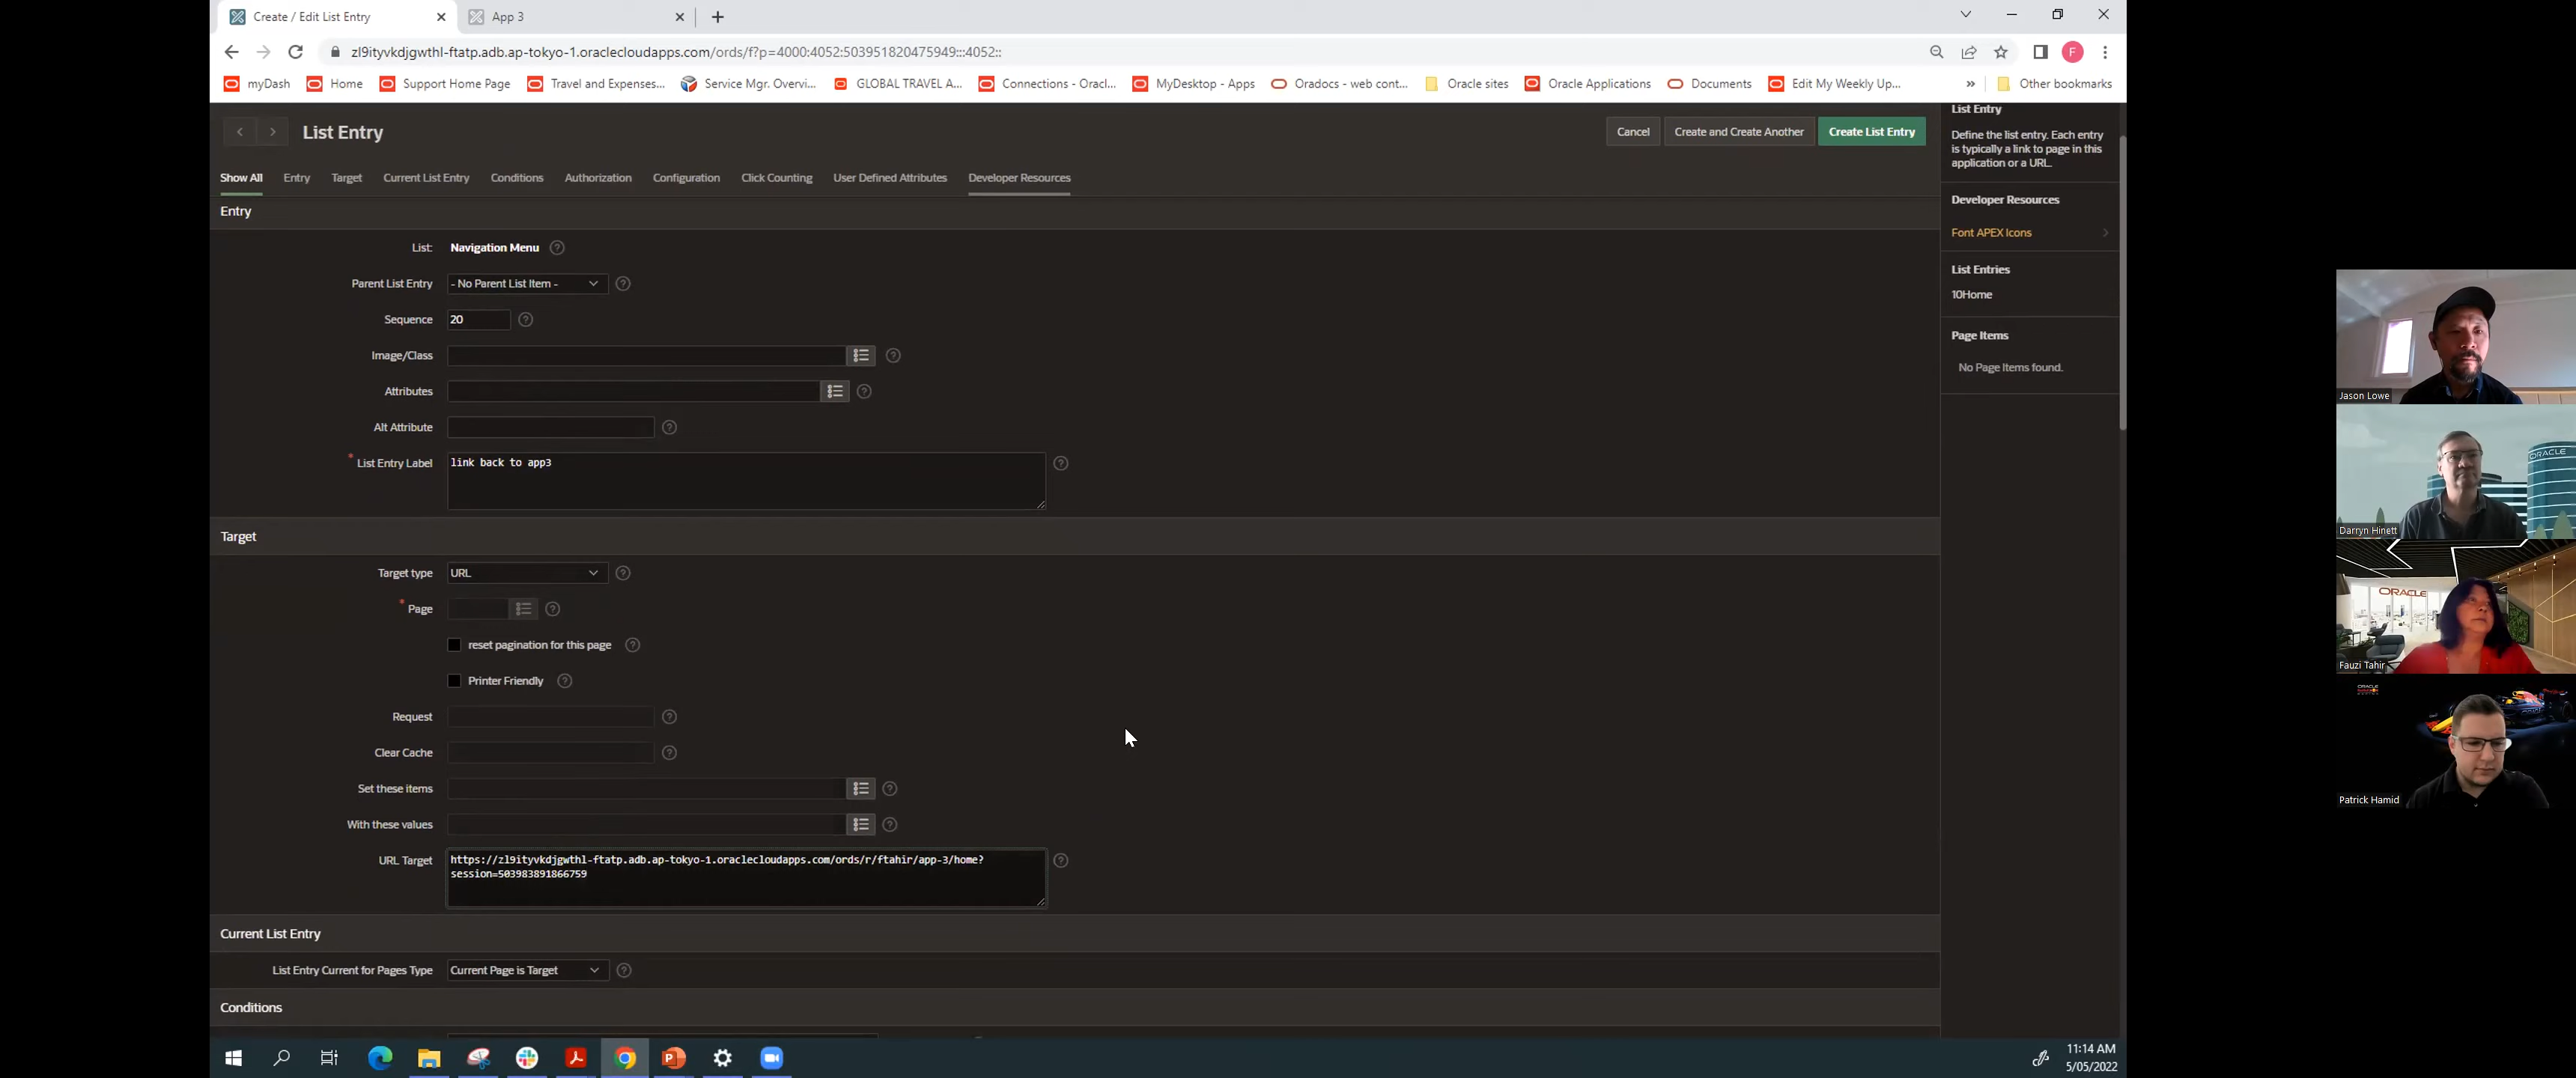 Create / Edit List Entry
App 3
zl9ityvkdjgwthl-ftatp.adb.ap-tokyo-1.oraclecloudapps.com/ords/f?p=4000:4052:503951820475949:::4052::
F
myDash
Home
Support Home Page
Travel and Expenses...
Service Mgr. Overvi...
GLOBAL TRAVEL A...
Connections - Oracl...
MyDesktop - Apps
Oradocs - web cont...
Oracle sites
Oracle Applications
Documents
Edit My Weekly Up...
»
Other bookmarks
List Entry
Cancel
Create and Create Another
Create List Entry
Show All
Entry
Target
Current List Entry
Conditions
Authorization
Configuration
Click Counting
User Defined Attributes
Developer Resources
Entry
List:
Navigation Menu
Parent List Entry
- No Parent List Item -
Sequence
20
Image/Class
Attributes
Alt Attribute
* List Entry Label
link back to app3
Target
Target type
URL
* Page
reset pagination for this page
Printer Friendly
Request
Clear Cache
Set these items
With these values
URL Target
https://zl9ityvkdjgwthl-ftatp.adb.ap-tokyo-1.oraclecloudapps.com/ords/r/ftahir/app-3/home?
session=503983891866759
Current List Entry
List Entry Current for Pages Type
Current Page is Target
Conditions
List Entry
Define the list entry. Each entry
is typically a link to page in this
application or a URL.
Developer Resources
Font APEX Icons
List Entries
10Home
Page Items
No Page Items found.
11:14 AM
5/05/2022
Jason Lowe
ORACLE
Darryn Hinett
ORACLE
Fauzi Tahir
ORACLE
Patrick Hamid